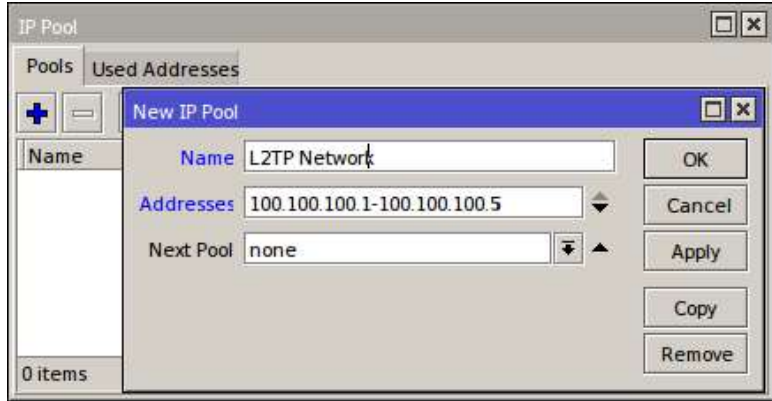 IP Pool
Pools Used Addresses
New IP Pool
Name
Name L2TP Network OK
Addresses 100.100.100.1-100.100.100.5 Cancel
Next Pool none Apply
Copy
Remove
0 items